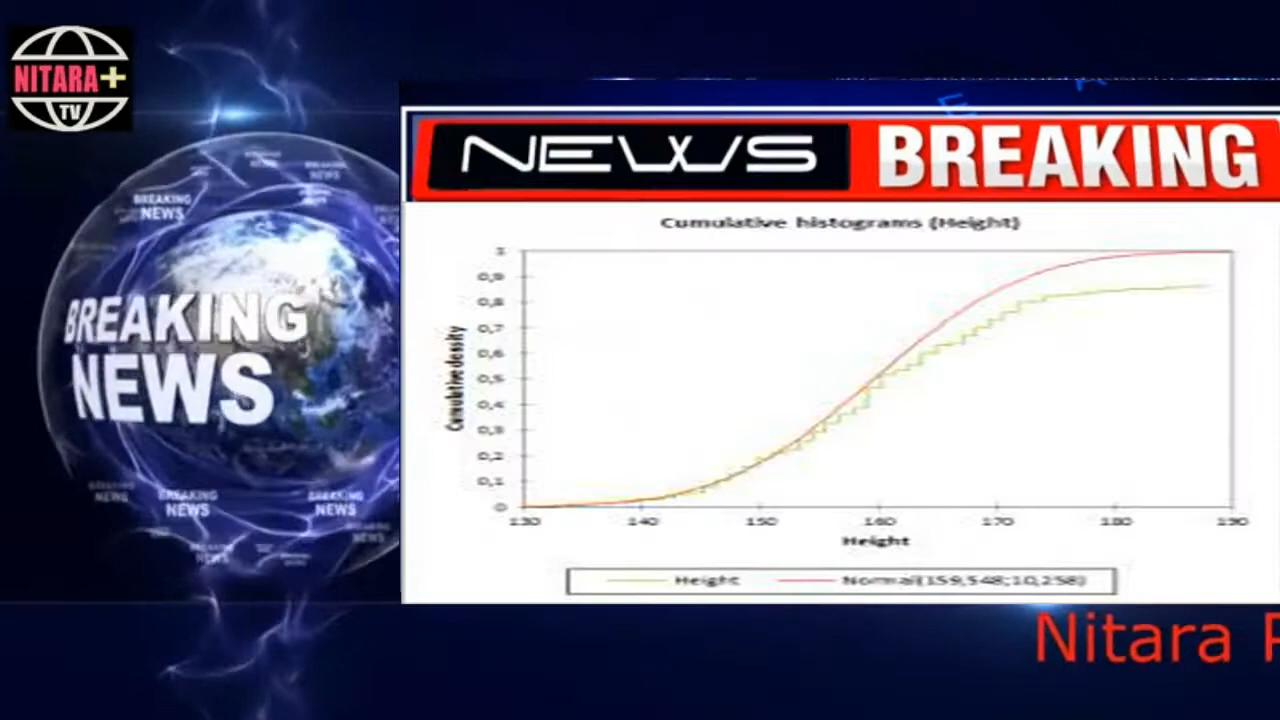 NITARA+
TV
BREAKING
NEWS
BREAKING
NEWS
BREAKING
NEWS
BREAKING
NEWS
BREAKING
NEWS
NEWS BREAKING
Cumulative histograms (Height)
Cumulative density
1
0,9
0,8
0,7
0,6
0,5
0,4
0,3
0,2
0,1
0
130 140 150 160 170 180 190
Height
Height Normal(159,548;10,258)
Nitara